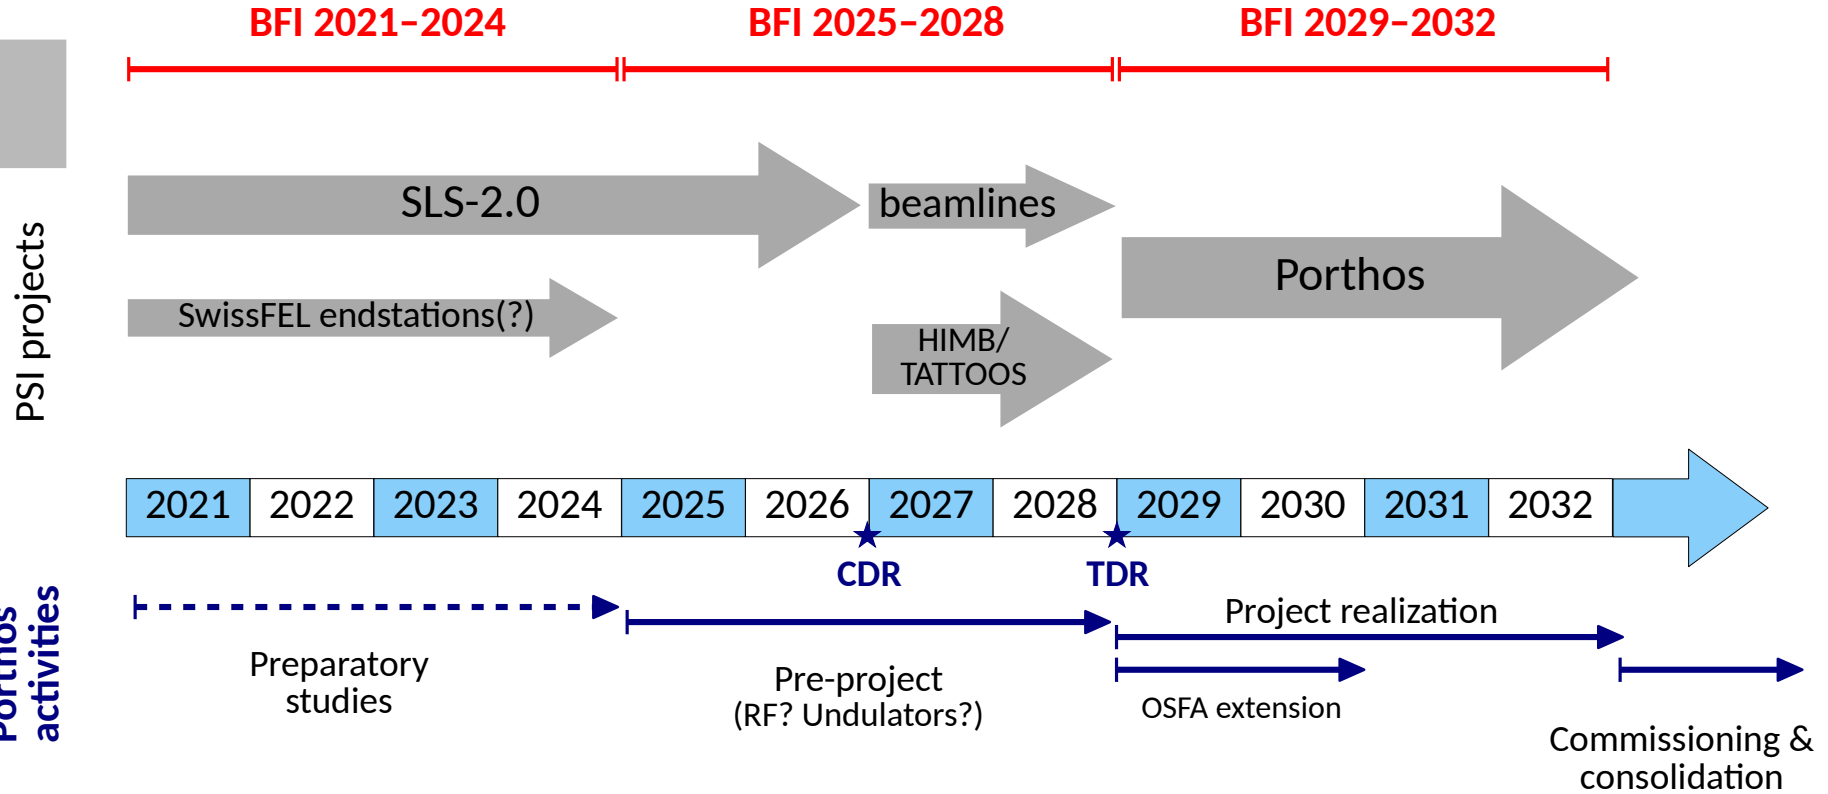 BFI 2021–2024
BFI 2025–2028
BFI 2029–2032
PSI projects
SLS-2.0
beamlines
SwissFEL endstations(?)
HIMB/
TATTOOS
Porthos
2021
2022
2023
2024
2025
2026
2027
2028
2029
2030
2031
2032
CDR
TDR
Porthos
activities
Preparatory
studies
Pre-project
(RF? Undulators?)
Project realization
OSFA extension
Commissioning &
consolidation